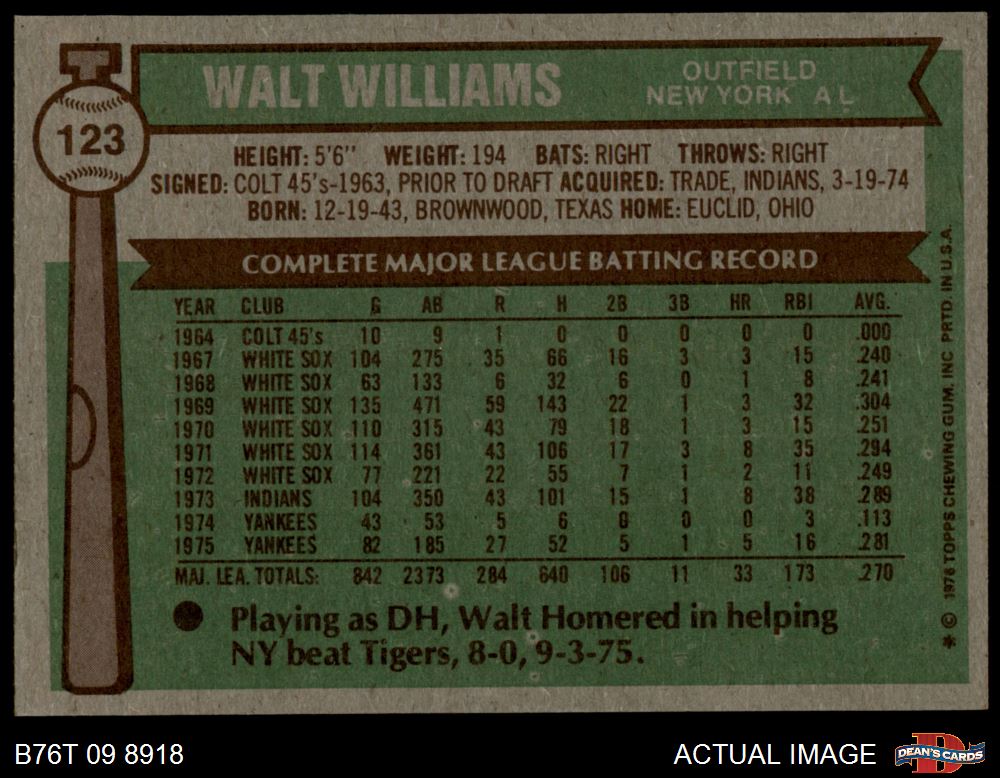 WALT WILLIAMS
OUTFIELD
NEW YORK A L
123
HEIGHT: 5'6" WEIGHT: 194 BATS: RIGHT THROWS: RIGHT
SIGNED: COLT 45's-1963, PRIOR TO DRAFT ACQUIRED: TRADE, INDIANS, 3-19-74
BORN: 12-19-43, BROWNWOOD, TEXAS HOME: EUCLID, OHIO
COMPLETE MAJOR LEAGUE BATTING RECORD
YEAR CLUB G AB R H 2B 3B HR RBI AVG.
1964 COLT 45's 10 9 1 0 0 0 0 0 .000
1967 WHITE SOX 104 275 35 66 16 3 3 15 .240
1968 WHITE SOX 63 133 6 32 6 0 1 8 .241
1969 WHITE SOX 135 471 59 143 22 1 3 32 .304
1970 WHITE SOX 110 315 43 79 18 1 3 15 .251
1971 WHITE SOX 114 361 43 106 17 3 8 35 .294
1972 WHITE SOX 77 221 22 55 7 1 2 11 .249
1973 INDIANS 104 350 43 101 15 1 8 38 .289
1974 YANKEES 43 53 5 6 0 0 0 3 .113
1975 YANKEES 82 185 27 52 5 1 5 16 .281
MAJ. LEA. TOTALS: 842 2373 284 640 106 11 33 173 .270
Playing as DH, Walt Homered in helping
NY beat Tigers, 8-0, 9-3-75.
* © 1976 TOPPS CHEWING GUM, INC PRTD. IN U.S.A.
B76T 09 8918
ACTUAL IMAGE
DEAN'S CARDS